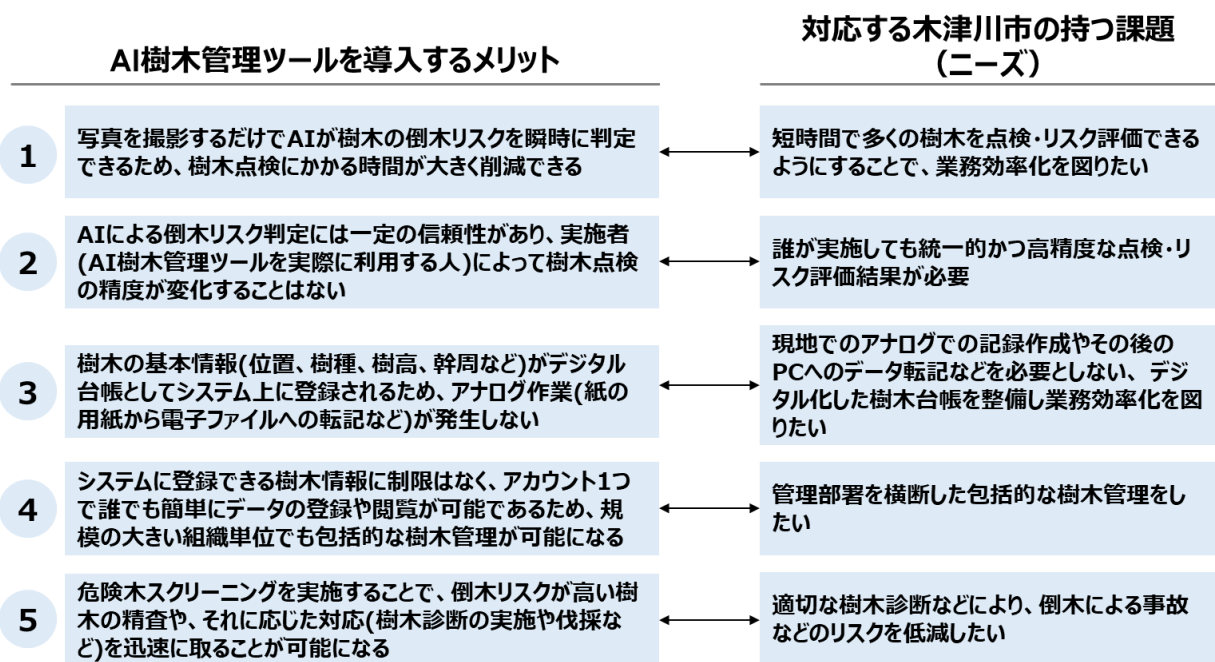 AI樹木管理ツールを導入するメリット
対応する木津川市の持つ課題
（ニーズ）
1
写真を撮影するだけでAIが樹木の倒木リスクを瞬時に判定
できるため、樹木点検にかかる時間が大きく削減できる
短時間で多くの樹木を点検・リスク評価できる
ようにすることで、業務効率化を図りたい
2
AIによる倒木リスク判定には一定の信頼性があり、実施者
(AI樹木管理ツールを実際に利用する人)によって樹木点検
の精度が変化することはない
誰が実施しても統一的かつ高精度な点検・リ
スク評価結果が必要
3
樹木の基本情報(位置、樹種、樹高、幹周など)がデジタル
台帳としてシステム上に登録されるため、アナログ作業(紙の
用紙から電子ファイルへの転記など)が発生しない
現地でのアナログでの記録作成やその後の
PCへのデータ転記などを必要としない、デジ
タル化した樹木台帳を整備し業務効率化を図
りたい
4
システムに登録できる樹木情報に制限はなく、アカウント1つ
で誰でも簡単にデータの登録や閲覧が可能であるため、規
模の大きい組織単位でも包括的な樹木管理が可能になる
管理部署を横断した包括的な樹木管理をし
たい
5
危険木スクリーニングを実施することで、倒木リスクが高い樹
木の精査や、それに応じた対応(樹木診断の実施や伐採な
ど)を迅速に取ることが可能になる
適切な樹木診断などにより、倒木による事故
などのリスクを低減したい